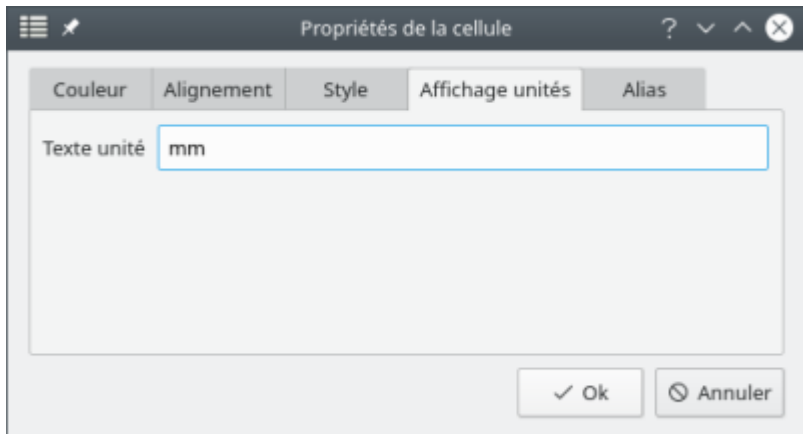 Propriétés de la cellule ?
Couleur Alignement Style Affichage unités Alias
Texte unité mm
Ok Annuler